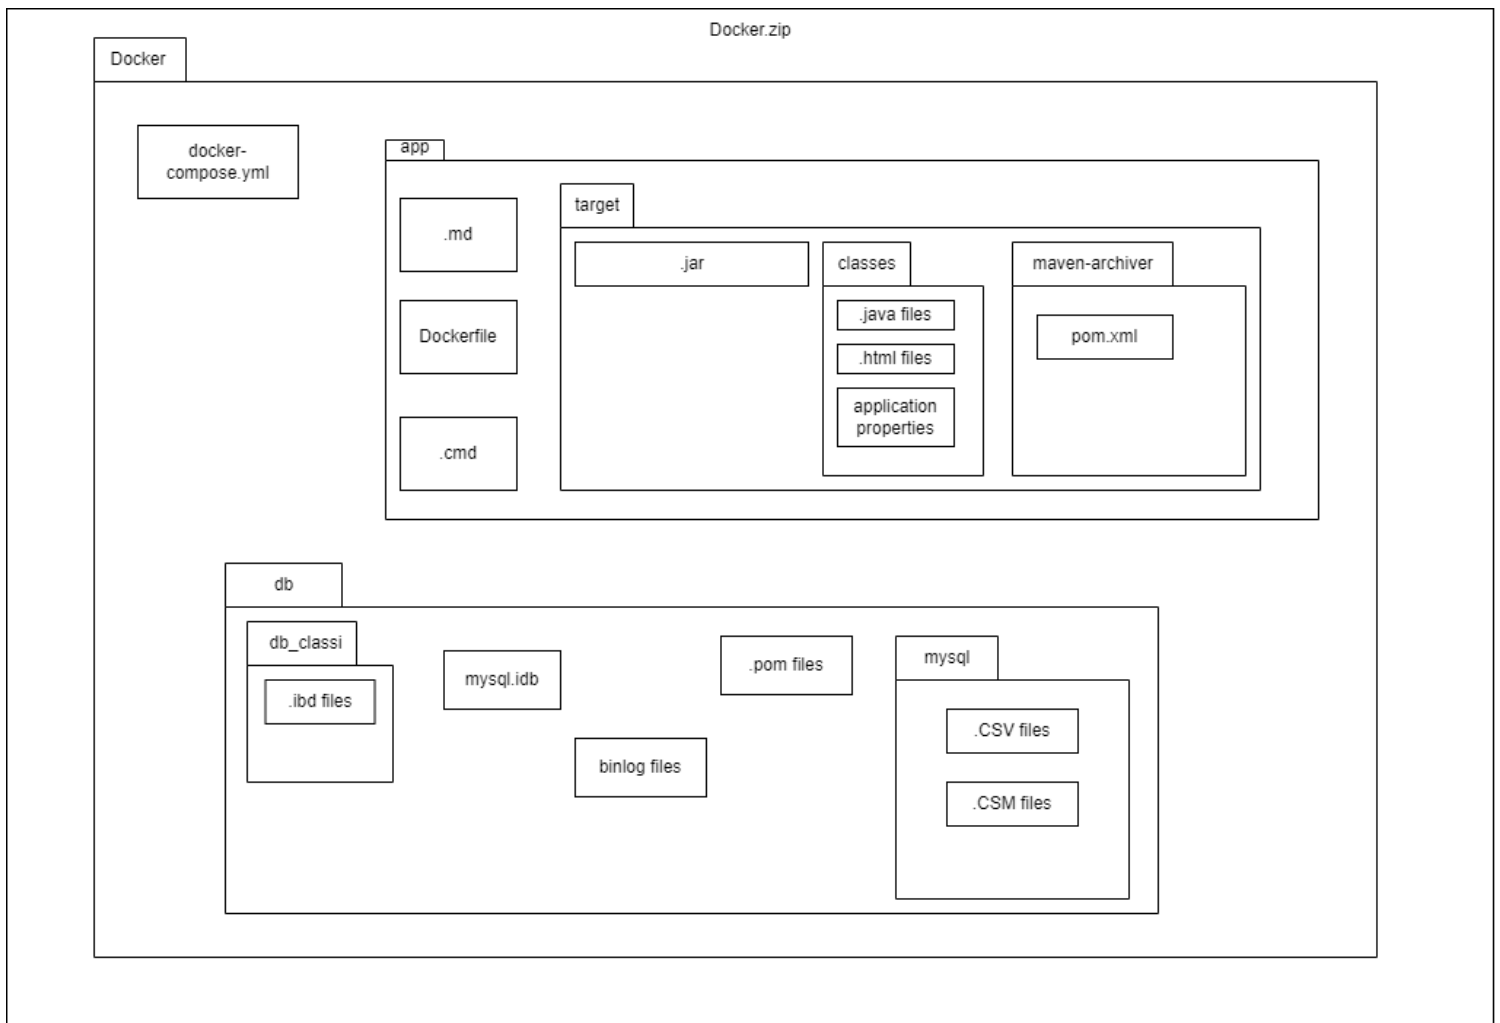 Docker.zip
Docker
docker-
compose.yml
app
.md
Dockerfile
.cmd
target
.jar
classes
.java files
.html files
application
properties
maven-archiver
pom.xml
db
db_classi
.ibd files
mysql.idb
binlog files
.pom files
mysql
.CSV files
.CSM files